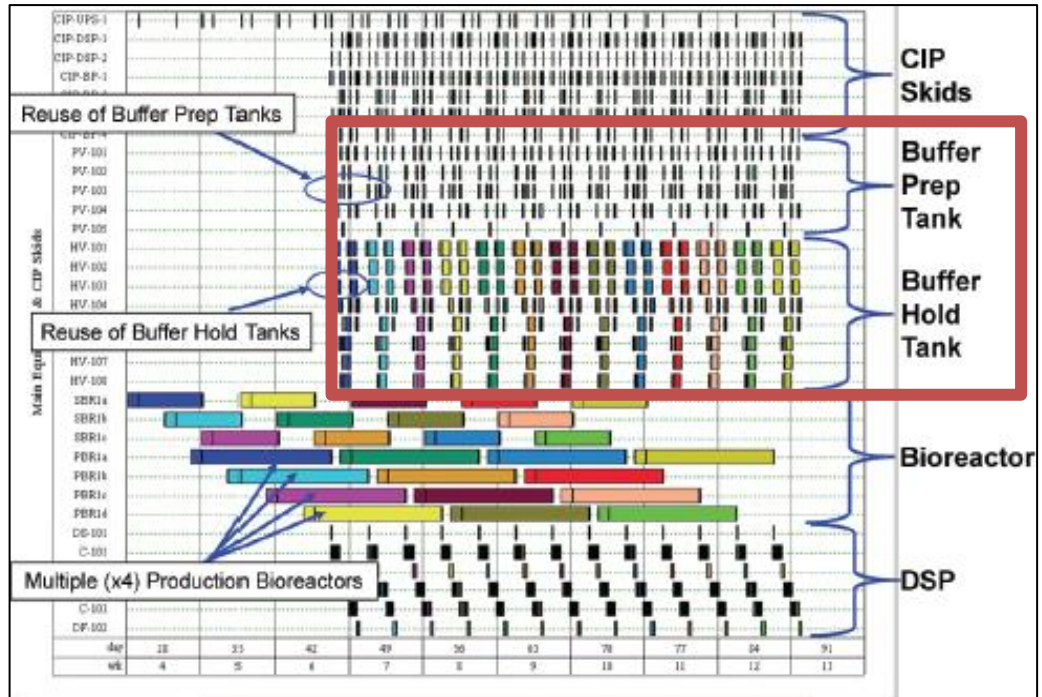 CIP-UPS-1
CIP-DSP-1
CIP-DSP-2
CIP-BP-1
CIP
Skids
Reuse of Buffer Prep Tanks
PV-101
PV-102
PV-103
PV-104
PV-105
Buffer
Prep
Tank
HV-101
HV-102
HV-103
HV-104
Reuse of Buffer Hold Tanks
HV-107
HV-108
Buffer
Hold
Tank
& CIP Skids
Main
SBR1a
SBR1b
SBR1c
PBR1a
PBR1b
PBR1c
PBR1d
Bioreactor
DS-101
C-101
Multiple (x4) Production Bioreactors
C-103
DF-102
DSP
day 28 35 42 49 56 63 70 77 84 91
wk 4 5 6 7 8 9 10 11 12 13